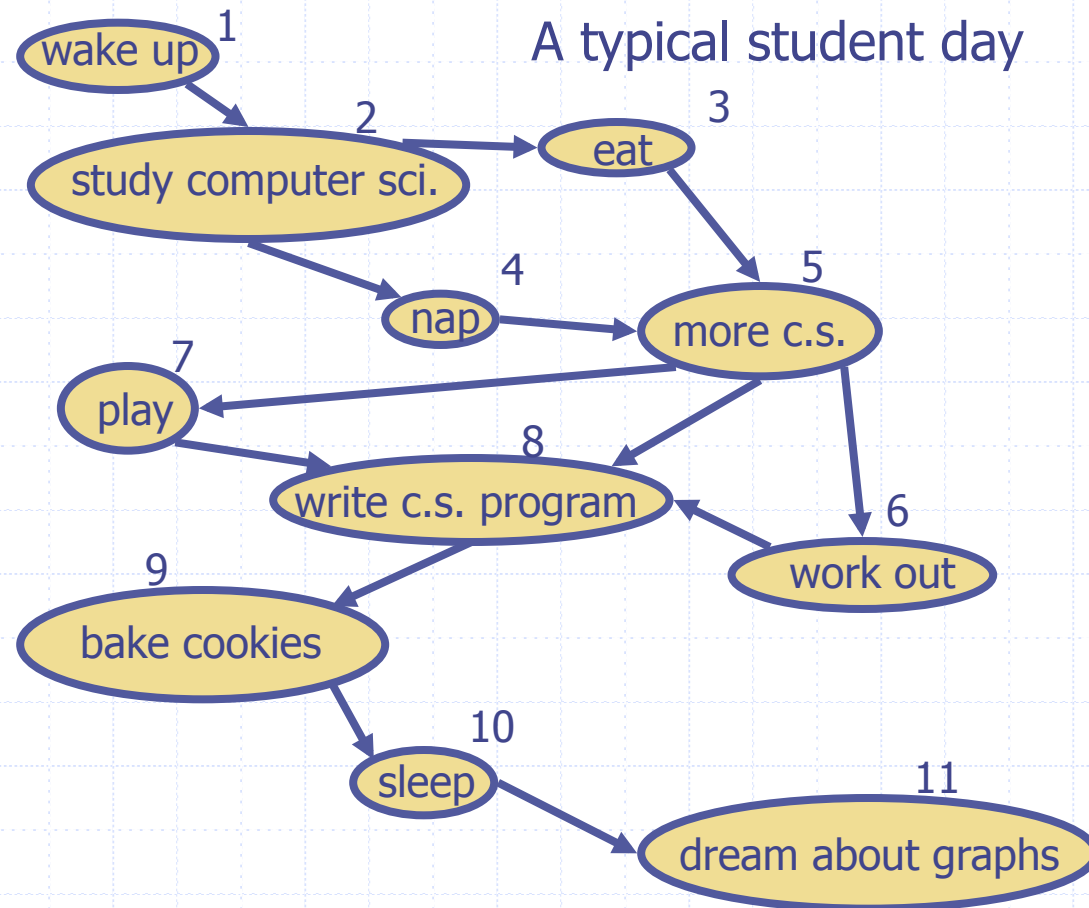 A typical student day
1
wake up
2
study computer sci.
3
eat
4
nap
5
more c.s.
7
play
8
write c.s. program
6
work out
9
bake cookies
10
sleep
11
dream about graphs